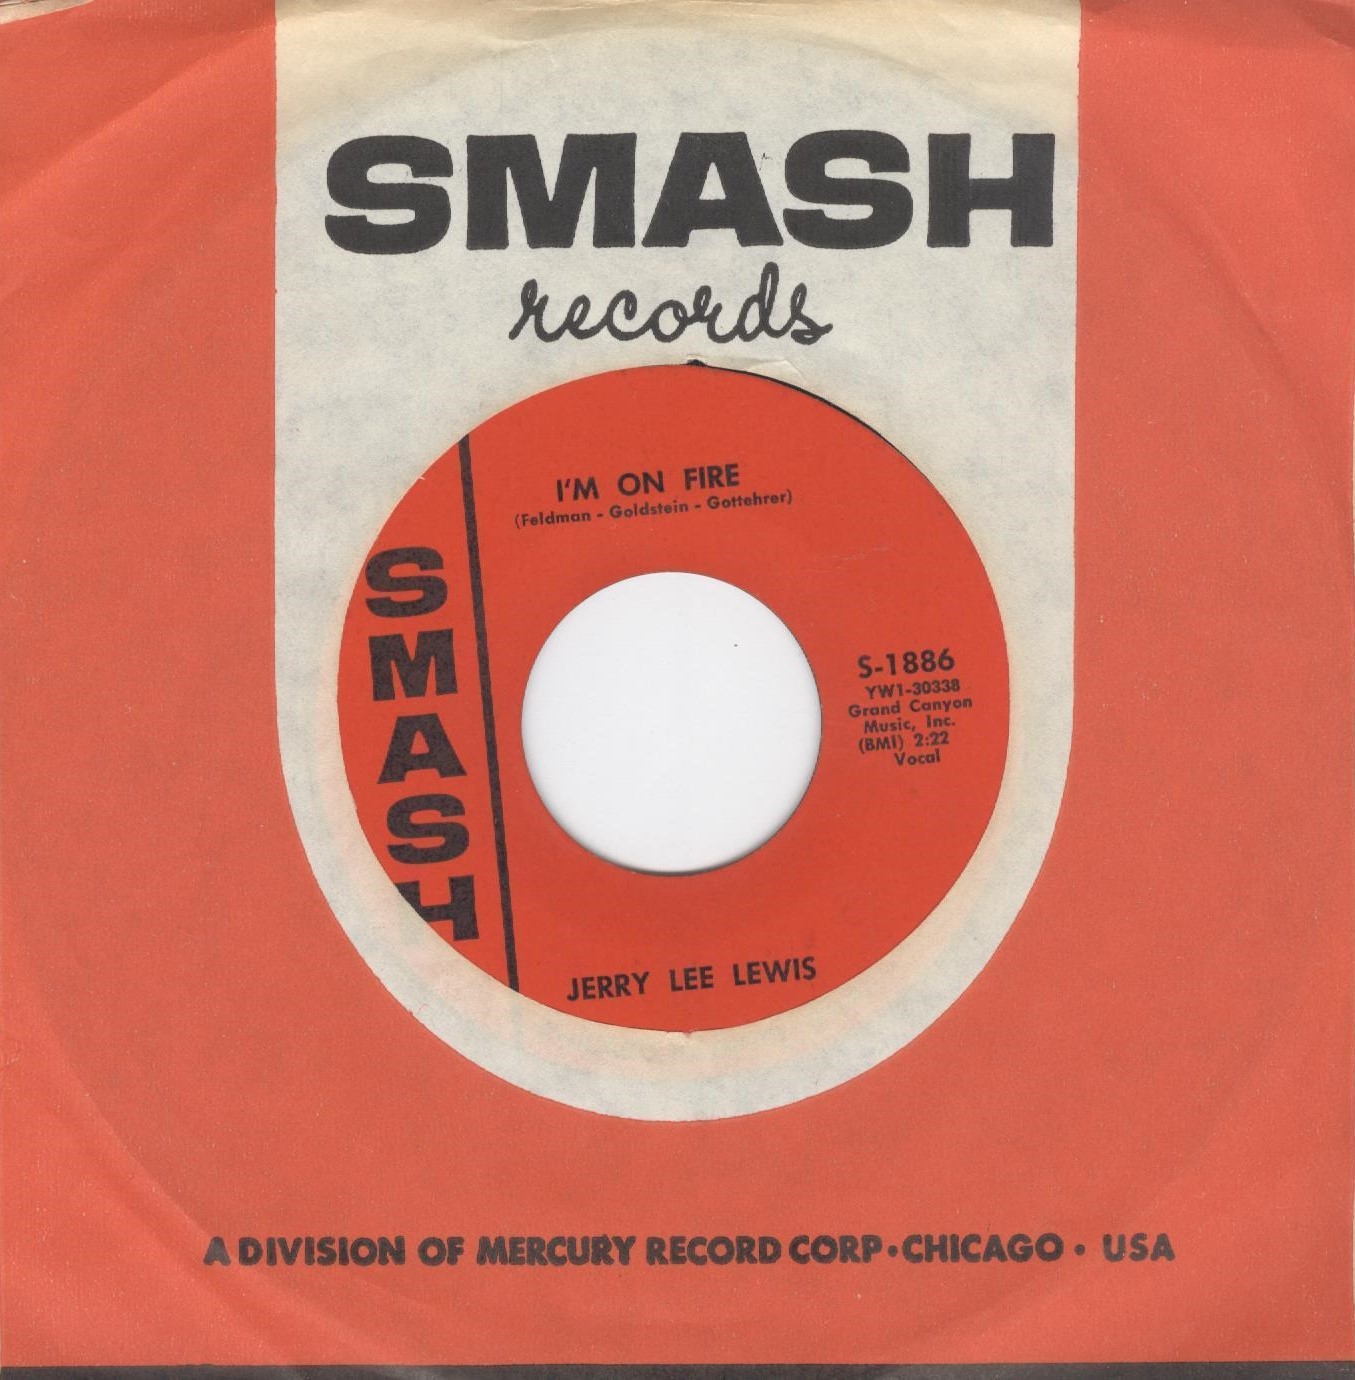 SMASH
records
I'M ON FIRE
(Feldman - Goldstein - Gottehrer)
SMASH
S-1886
YW1-30338
Grand Canyon
Music, Inc.
(BMI) 2:22
Vocal
JERRY LEE LEWIS
A DIVISION OF MERCURY RECORD CORP • CHICAGO • USA